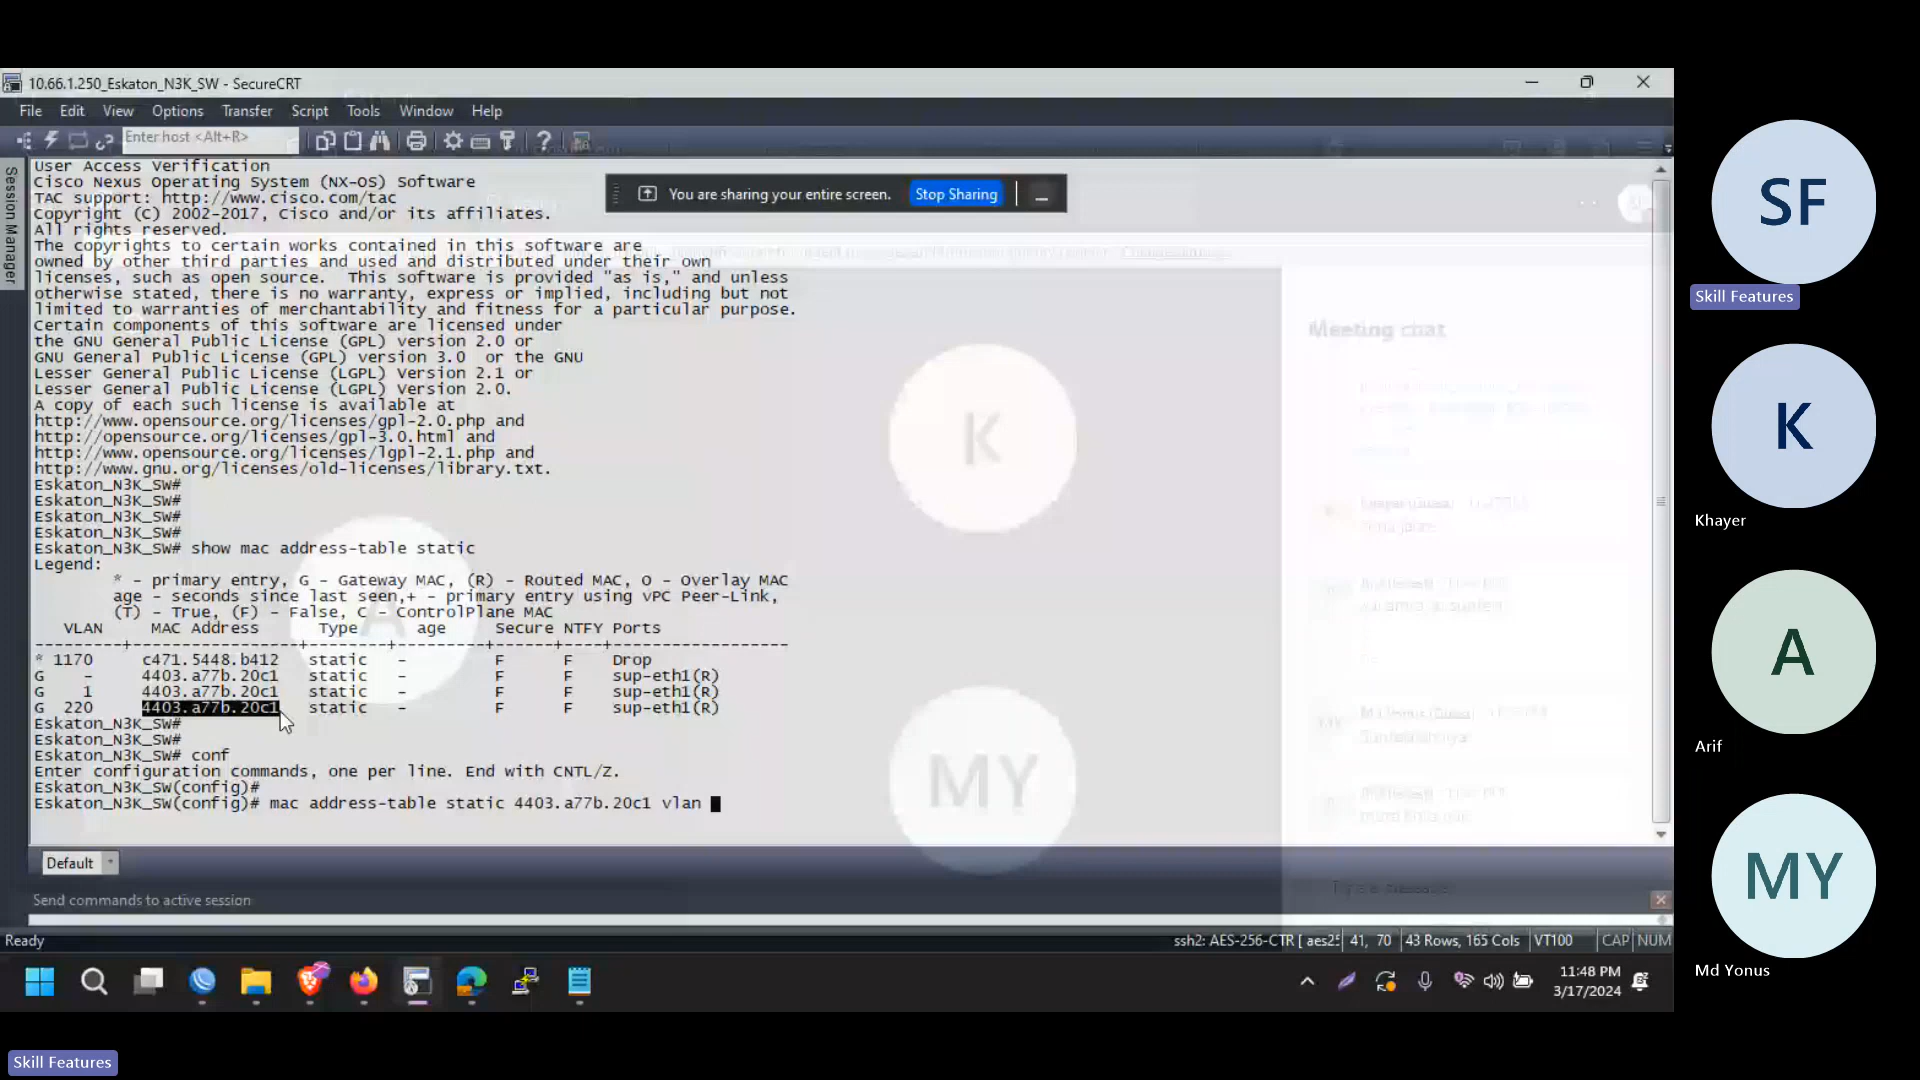 10.66.1.250_Eskaton_N3K_SW - SecureCRT
File Edit View Options Transfer Script Tools Window Help
Enter host <Alt+R>
Session Manager
User Access Verification
Cisco Nexus Operating System (NX-OS) Software
TAC support: http://www.cisco.com/tac
Copyright (C) 2002-2017, Cisco and/or its affiliates.
All rights reserved.
The copyrights to certain works contained in this software are
owned by other third parties and used and distributed under their own
licenses, such as open source.  This software is provided "as is," and unless
otherwise stated, there is no warranty, express or implied, including but not
limited to warranties of merchantability and fitness for a particular purpose.
Certain components of this software are licensed under
the GNU General Public License (GPL) version 2.0 or
GNU General Public License (GPL) version 3.0  or the GNU
Lesser General Public License (LGPL) Version 2.1 or
Lesser General Public License (LGPL) Version 2.0.
A copy of each such license is available at
http://www.opensource.org/licenses/gpl-2.0.php and
http://opensource.org/licenses/gpl-3.0.html and
http://www.opensource.org/licenses/lgpl-2.1.php and
http://www.gnu.org/licenses/old-licenses/library.txt.
Eskaton_N3K_SW#
Eskaton_N3K_SW#
Eskaton_N3K_SW#
Eskaton_N3K_SW#
Eskaton_N3K_SW# show mac address-table static
Legend:
* - primary entry, G - Gateway MAC, (R) - Routed MAC, O - Overlay MAC
age - seconds since last seen,+ - primary entry using vPC Peer-Link,
(T) - True, (F) - False, C - ControlPlane MAC
VLAN MAC Address Type age Secure NTFY Ports
---------+-----------------+--------+---------+------+----+------------------
* 1170 c471.5448.b412 static - F F Drop
G - 4403.a77b.20c1 static - F F sup-eth1(R)
G 1 4403.a77b.20c1 static - F F sup-eth1(R)
G 220 4403.a77b.20c1 static - F F sup-eth1(R)
Eskaton_N3K_SW#
Eskaton_N3K_SW#
Eskaton_N3K_SW# conf
Enter configuration commands, one per line. End with CNTL/Z.
Eskaton_N3K_SW(config)#
Eskaton_N3K_SW(config)# mac address-table static 4403.a77b.20c1 vlan
You are sharing your entire screen. Stop Sharing
Meeting chat
K
A
MY
Default
Send commands to active session
Ready
ssh2: AES-256-CTR [ aes25 41, 70 43 Rows, 165 Cols VT100 CAP NUM
11:48 PM
3/17/2024
SF
Skill Features
K
Khayer
A
Arif
MY
Md Yonus
Skill Features